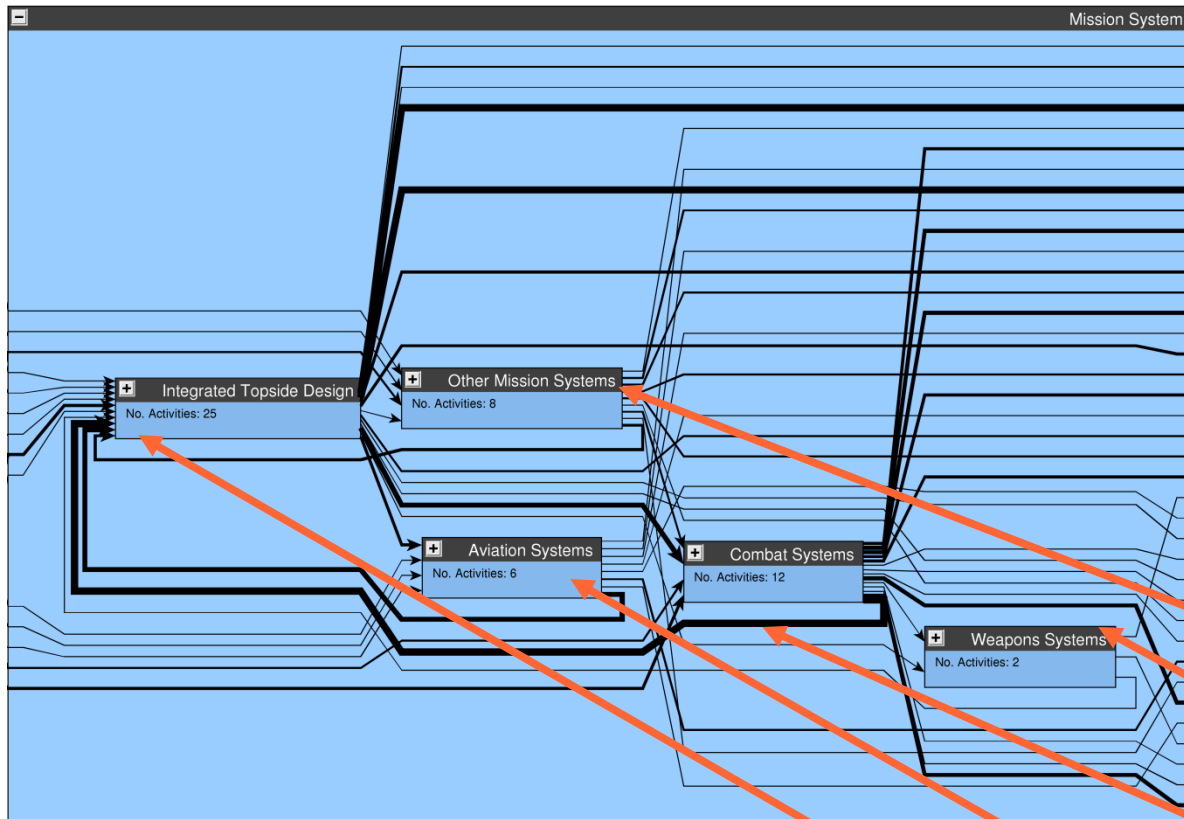 Mission System
Integrated Topside Design
No. Activities: 25
Other Mission Systems
No. Activities: 8
Aviation Systems
No. Activities: 6
Combat Systems
No. Activities: 12
Weapons Systems
No. Activities: 2